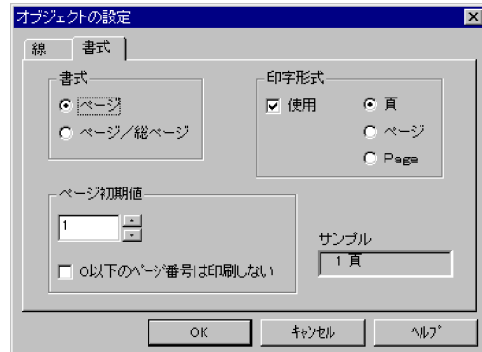 オブジェクトの設定
線 書式
書式
ページ
ページ／総ページ
印字形式
使用
頁
ページ
Page
ページ初期値
1
0以下のﾍﾟｰｼﾞ番号は印刷しない
サンプル
1 頁
OK ｷｬﾝｾﾙ ﾍﾙﾌﾟ